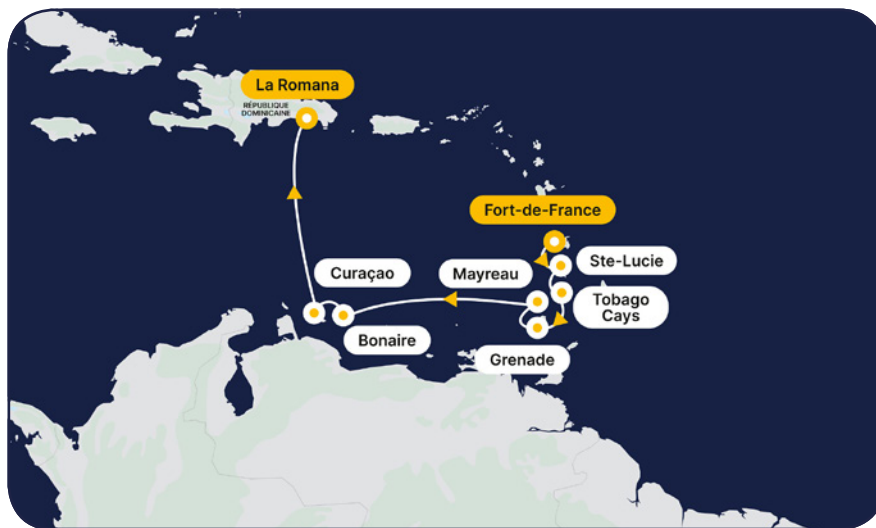 La Romana
RÉPUBLIQUE
DOMINICAINE
Fort-de-France
Ste-Lucie
Curaçao
Mayreau
Tobago
Cays
Bonaire
Grenade